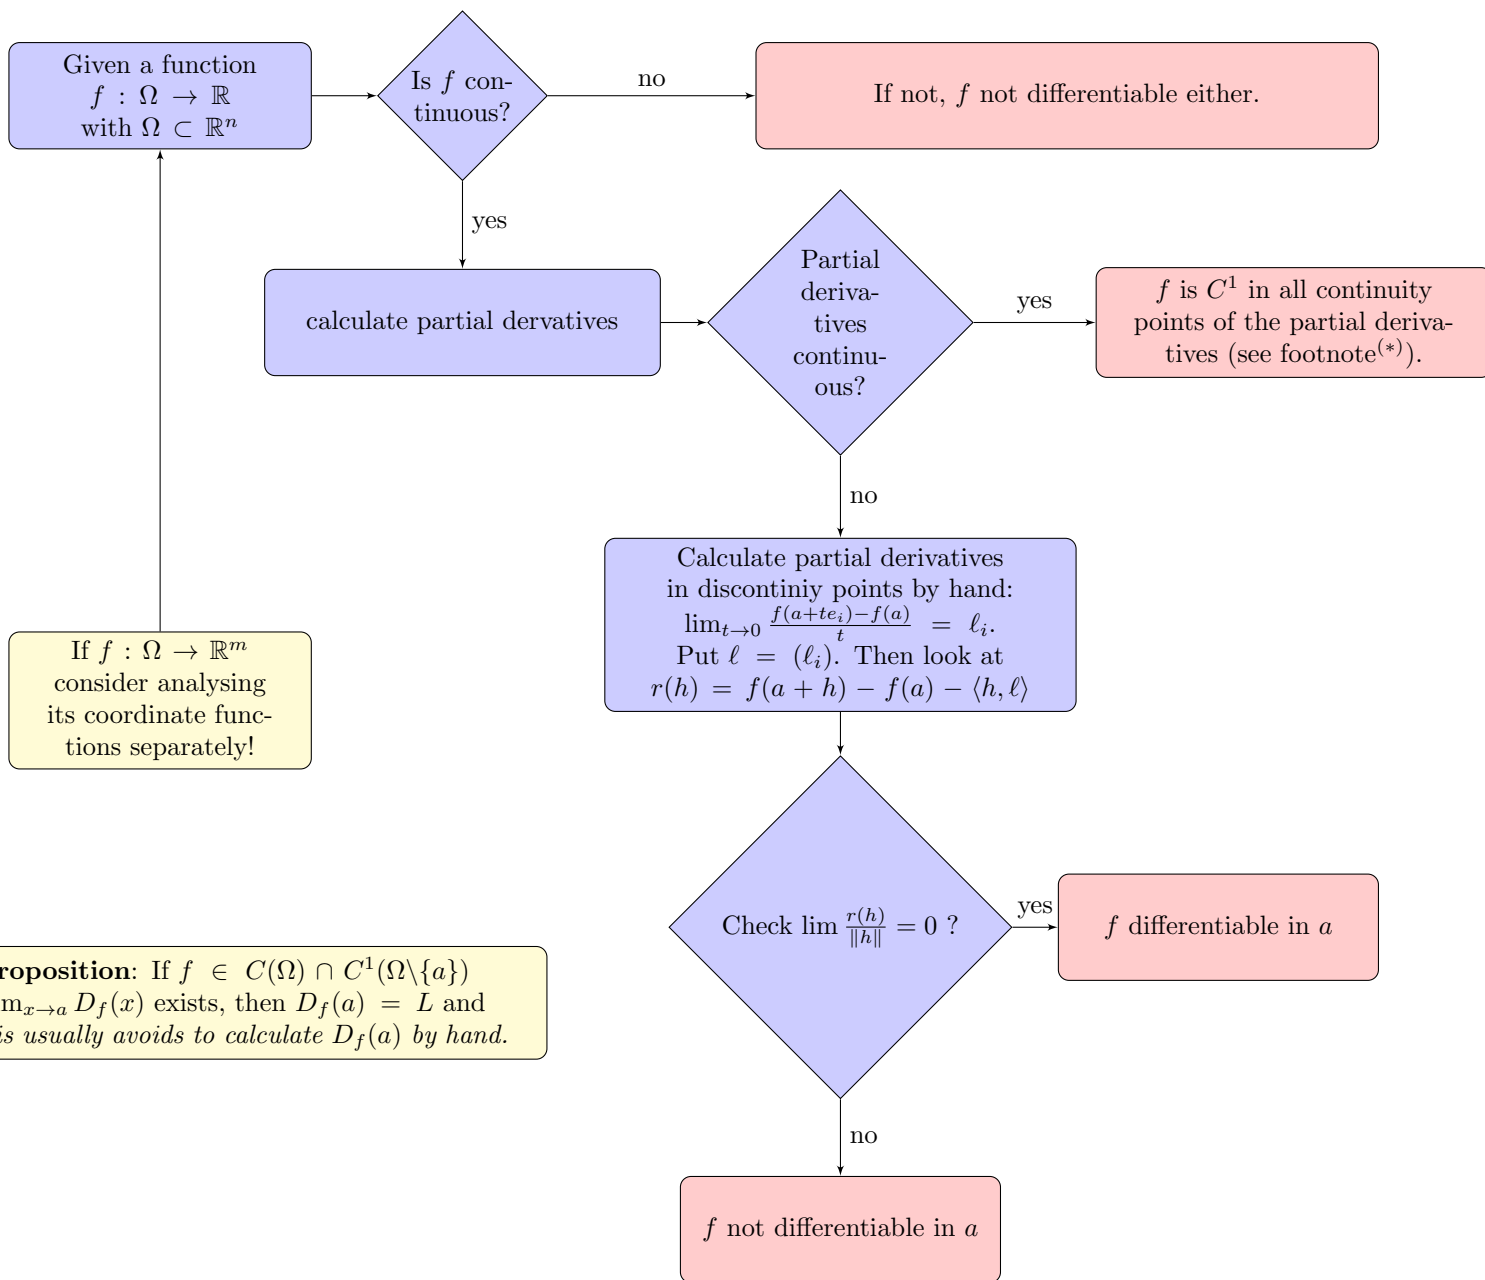 Given a function
f : Ω → ℝ
with Ω ⊂ ℝⁿ
Is f con-
tinuous?
no
If not, f not differentiable either.
yes
calculate partial dervatives
Partial
deriva-
tives
continu-
ous?
yes
f is C¹ in all continuity
points of the partial deriva-
tives (see footnote⁽*⁾).
no
Calculate partial derivatives
in discontiniy points by hand:
lim_{t→0} \frac{f(a+te_i)−f(a)}{t} = ℓ_i.
Put ℓ = (ℓ_i). Then look at
r(h) = f(a + h) − f(a) − ⟨h, ℓ⟩
If f : Ω → ℝᵐ
consider analysing
its coordinate func-
tions separately!
Check lim \frac{r(h)}{‖h‖} = 0 ?
yes
f differentiable in a
roposition: If f ∈ C(Ω) ∩ C¹(Ω\{a})
m_{x→a} D_f(x) exists, then D_f(a) = L and
is usually avoids to calculate D_f(a) by hand.
no
f not differentiable in a